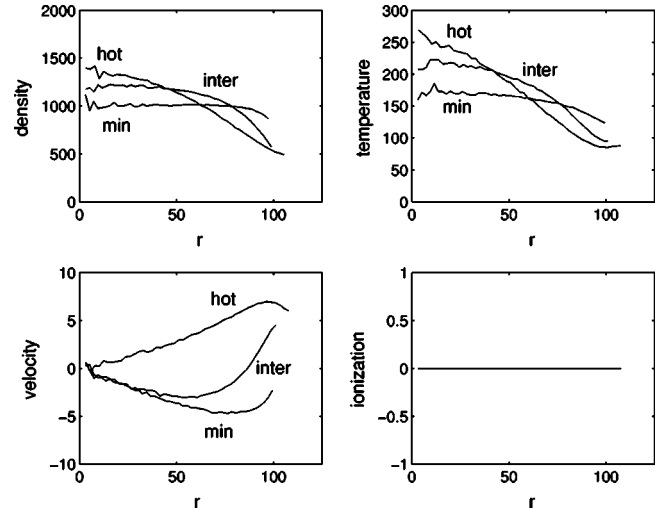 2000
1500
1000
500
0
density
hot
inter
min
0
50
100
r
300
250
200
150
100
50
0
temperature
hot
inter
min
0
50
100
r
10
5
0
−5
−10
velocity
hot
inter
min
0
50
100
r
1
0.5
0
−0.5
−1
ionization
0
50
100
r